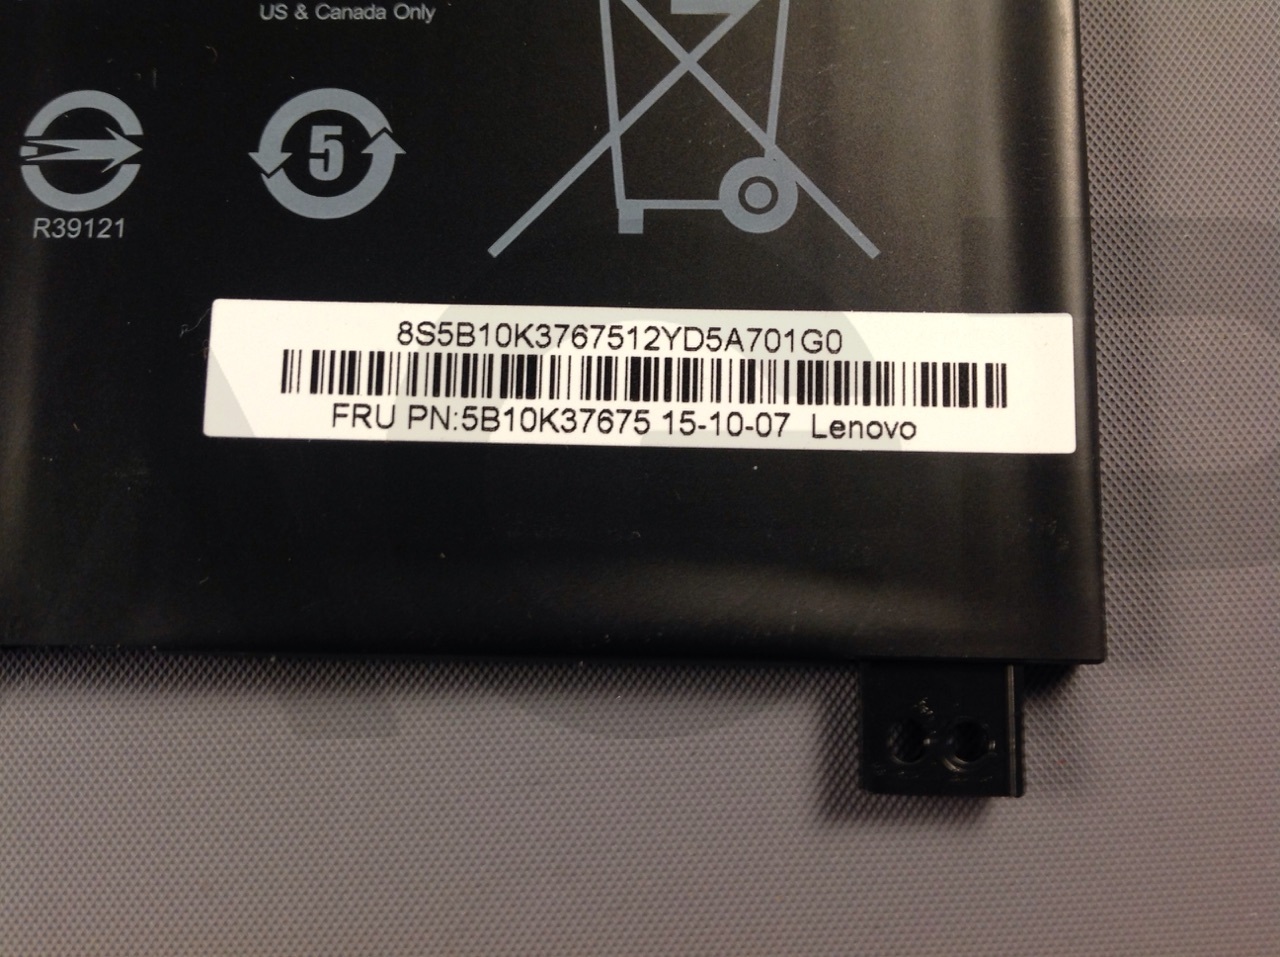 US & Canada Only
5
R39121
8S5B10K3767512YD5A701G0
FRU PN:5B10K37675 15-10-07 Lenovo